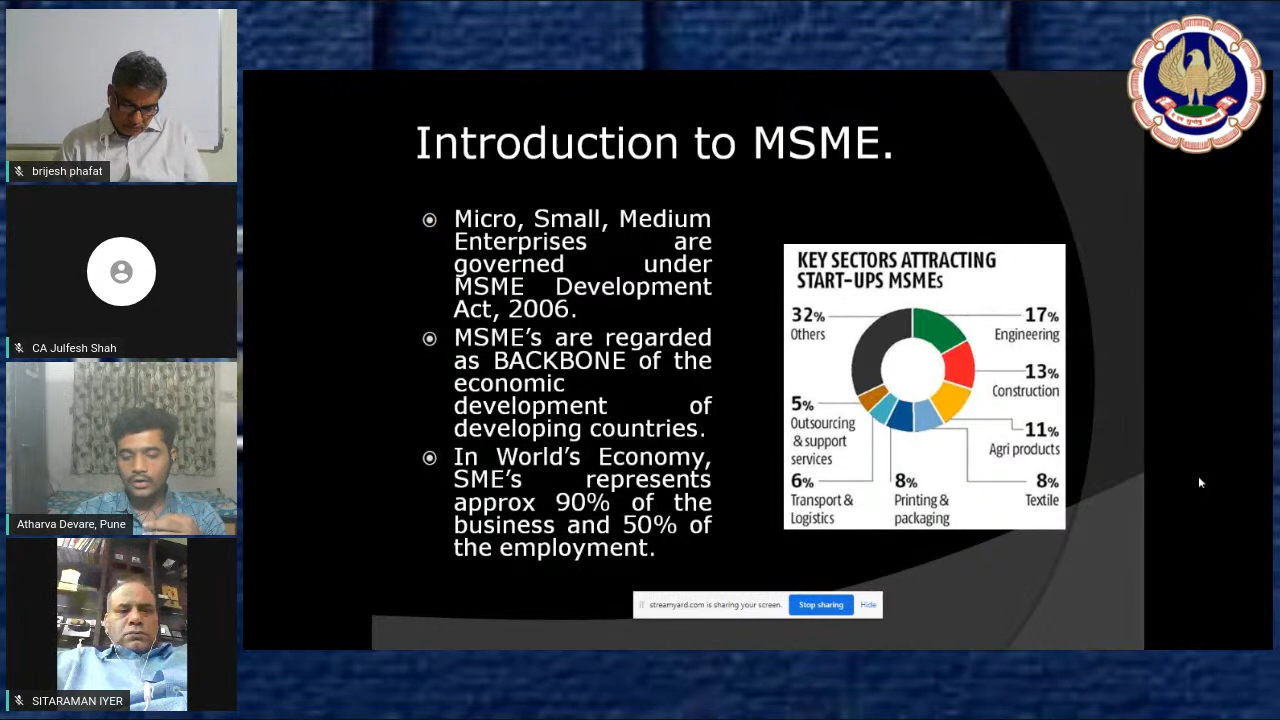 brijesh phafat
CA Julfesh Shah
Atharva Devare, Pune
SITARAMAN IYER
Introduction to MSME.
Micro, Small, Medium
Enterprises are
governed under
MSME Development
Act, 2006.
MSME's are regarded
as BACKBONE of the
economic
development of
developing countries.
In World's Economy,
SME's represents
approx 90% of the
business and 50% of
the employment.
KEY SECTORS ATTRACTING
START-UPS MSMEs
32%
Others
17%
Engineering
13%
Construction
11%
Agri products
5%
Outsourcing
& support
services
6%
Transport &
Logistics
8%
Printing &
packaging
8%
Textile
streamyard.com is sharing your screen. Stop sharing Hide